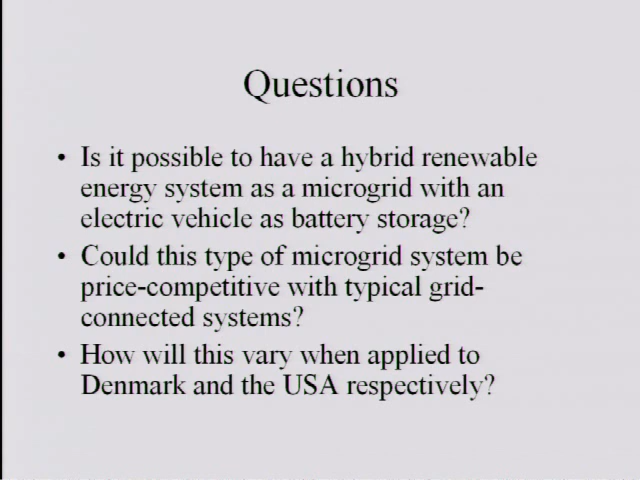 Questions
• Is it possible to have a hybrid renewable
energy system as a microgrid with an
electric vehicle as battery storage?
• Could this type of microgrid system be
price-competitive with typical grid-
connected systems?
• How will this vary when applied to
Denmark and the USA respectively?